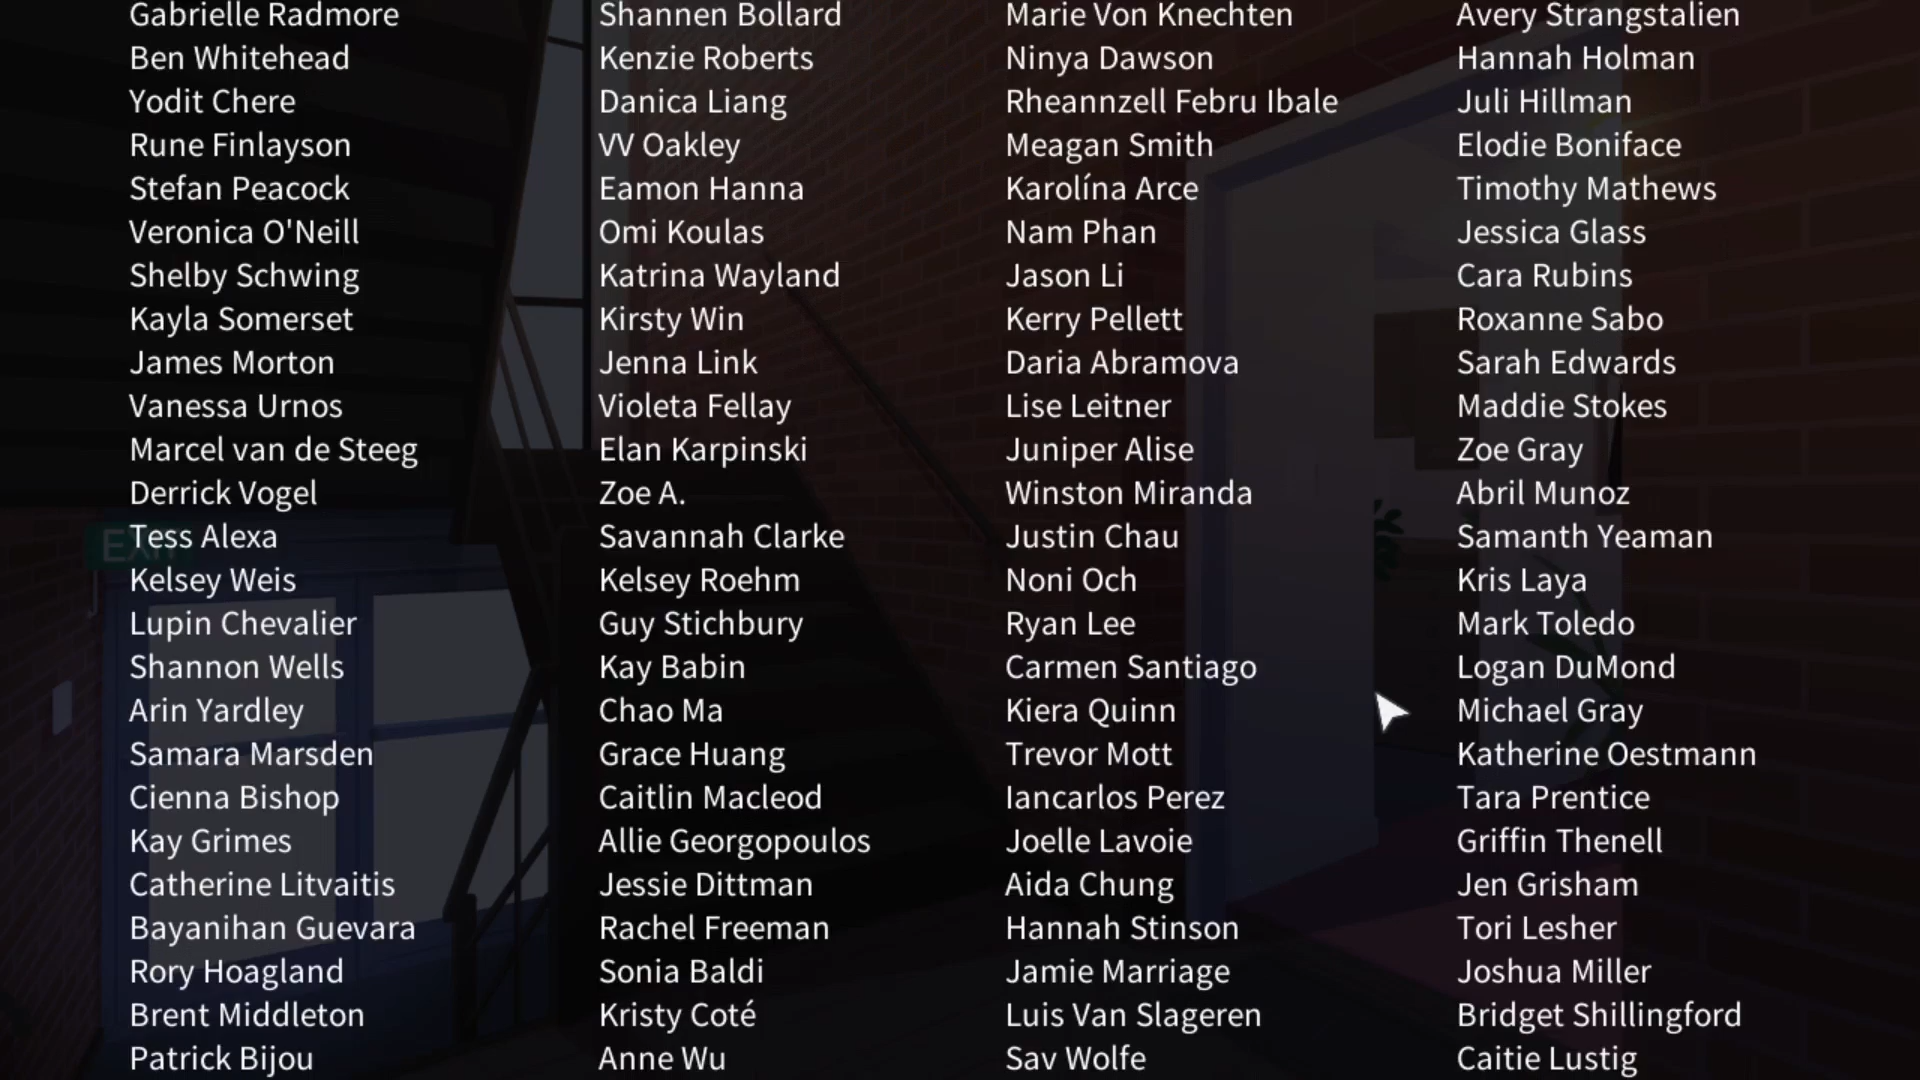 Gabrielle Radmore
Ben Whitehead
Yodit Chere
Rune Finlayson
Stefan Peacock
Veronica O'Neill
Shelby Schwing
Kayla Somerset
James Morton
Vanessa Urnos
Marcel van de Steeg
Derrick Vogel
Tess Alexa
Kelsey Weis
Lupin Chevalier
Shannon Wells
Arin Yardley
Samara Marsden
Cienna Bishop
Kay Grimes
Catherine Litvaitis
Bayanihan Guevara
Rory Hoagland
Brent Middleton
Patrick Bijou
Shannen Bollard
Kenzie Roberts
Danica Liang
VV Oakley
Eamon Hanna
Omi Koulas
Katrina Wayland
Kirsty Win
Jenna Link
Violeta Fellay
Elan Karpinski
Zoe A.
Savannah Clarke
Kelsey Roehm
Guy Stichbury
Kay Babin
Chao Ma
Grace Huang
Caitlin Macleod
Allie Georgopoulos
Jessie Dittman
Rachel Freeman
Sonia Baldi
Kristy Coté
Anne Wu
Marie Von Knechten
Ninya Dawson
Rheannzell Febru Ibale
Meagan Smith
Karolína Arce
Nam Phan
Jason Li
Kerry Pellett
Daria Abramova
Lise Leitner
Juniper Alise
Winston Miranda
Justin Chau
Noni Och
Ryan Lee
Carmen Santiago
Kiera Quinn
Trevor Mott
Iancarlos Perez
Joelle Lavoie
Aida Chung
Hannah Stinson
Jamie Marriage
Luis Van Slageren
Sav Wolfe
Avery Strangstalien
Hannah Holman
Juli Hillman
Elodie Boniface
Timothy Mathews
Jessica Glass
Cara Rubins
Roxanne Sabo
Sarah Edwards
Maddie Stokes
Zoe Gray
Abril Munoz
Samanth Yeaman
Kris Laya
Mark Toledo
Logan DuMond
Michael Gray
Katherine Oestmann
Tara Prentice
Griffin Thenell
Jen Grisham
Tori Lesher
Joshua Miller
Bridget Shillingford
Caitie Lustig
EXIT